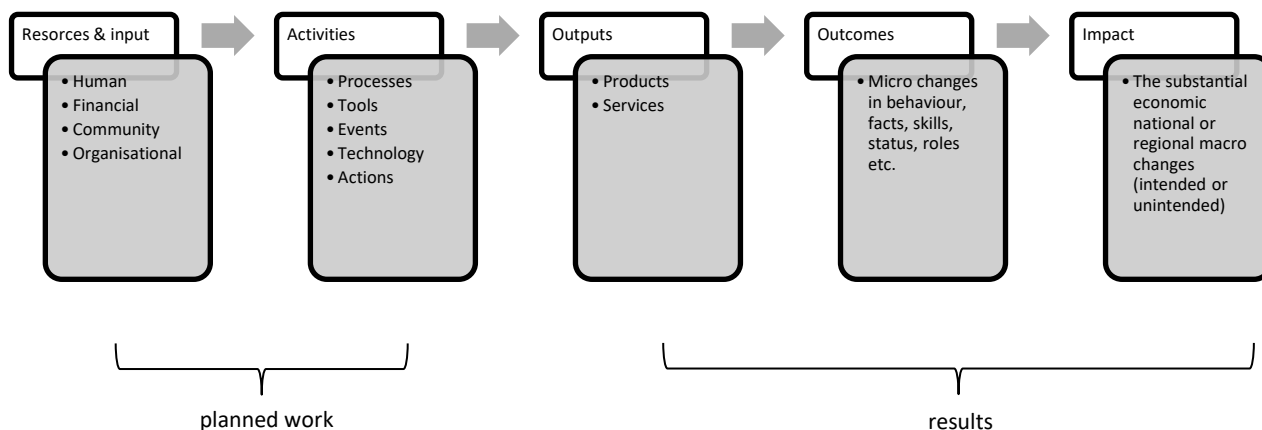 Resorces & input
• Human
• Financial
• Community
• Organisational
Activities
• Processes
• Tools
• Events
• Technology
• Actions
Outputs
• Products
• Services
Outcomes
• Micro changes
in behaviour,
facts, skills,
status, roles
etc.
Impact
• The substantial
economic
national or
regional macro
changes
(intended or
unintended)
planned work
results